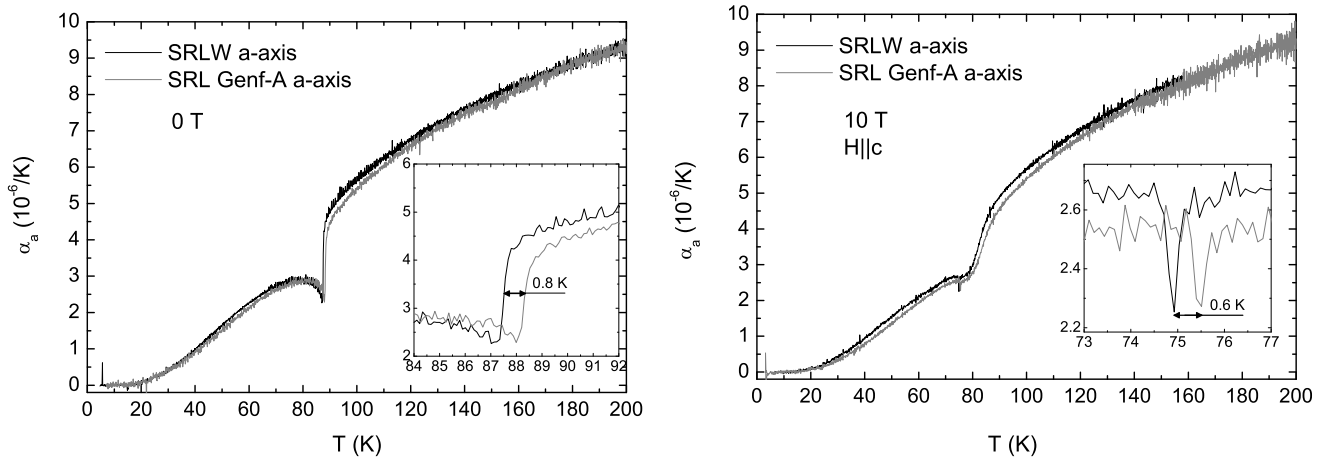 10
9
8
7
6
5
4
3
2
1
0
0 20 40 60 80 100 120 140 160 180 200
α_a (10^-6/K)
T (K)
SRLW a-axis
SRL Genf-A a-axis
0 T
6
5
4
3
2
84 85 86 87 88 89 90 91 92
0.8 K
10
9
8
7
6
5
4
3
2
1
0
0 20 40 60 80 100 120 140 160 180 200
α_a (10^-6/K)
T (K)
SRLW a-axis
SRL Genf-A a-axis
10 T
H||c
2.6
2.4
2.2
73 74 75 76 77
0.6 K